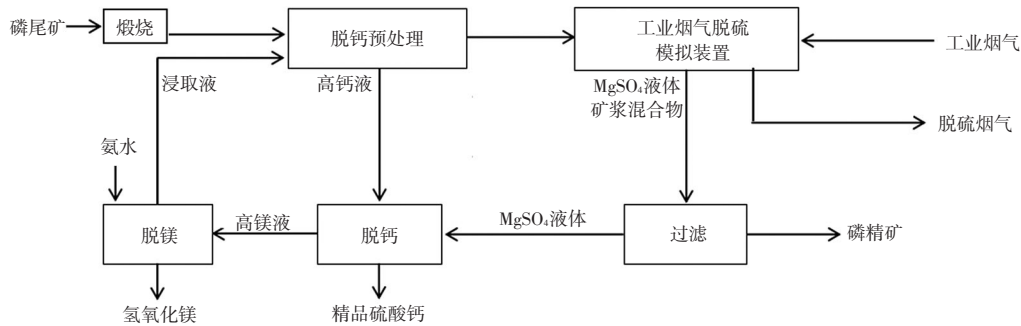 磷尾矿
煅烧
脱钙预处理
工业烟气脱硫
模拟装置
工业烟气
浸取液
高钙液
MgSO₄液体
矿浆混合物
脱硫烟气
氨水
脱镁
高镁液
脱钙
MgSO₄液体
过滤
磷精矿
氢氧化镁
精品硫酸钙